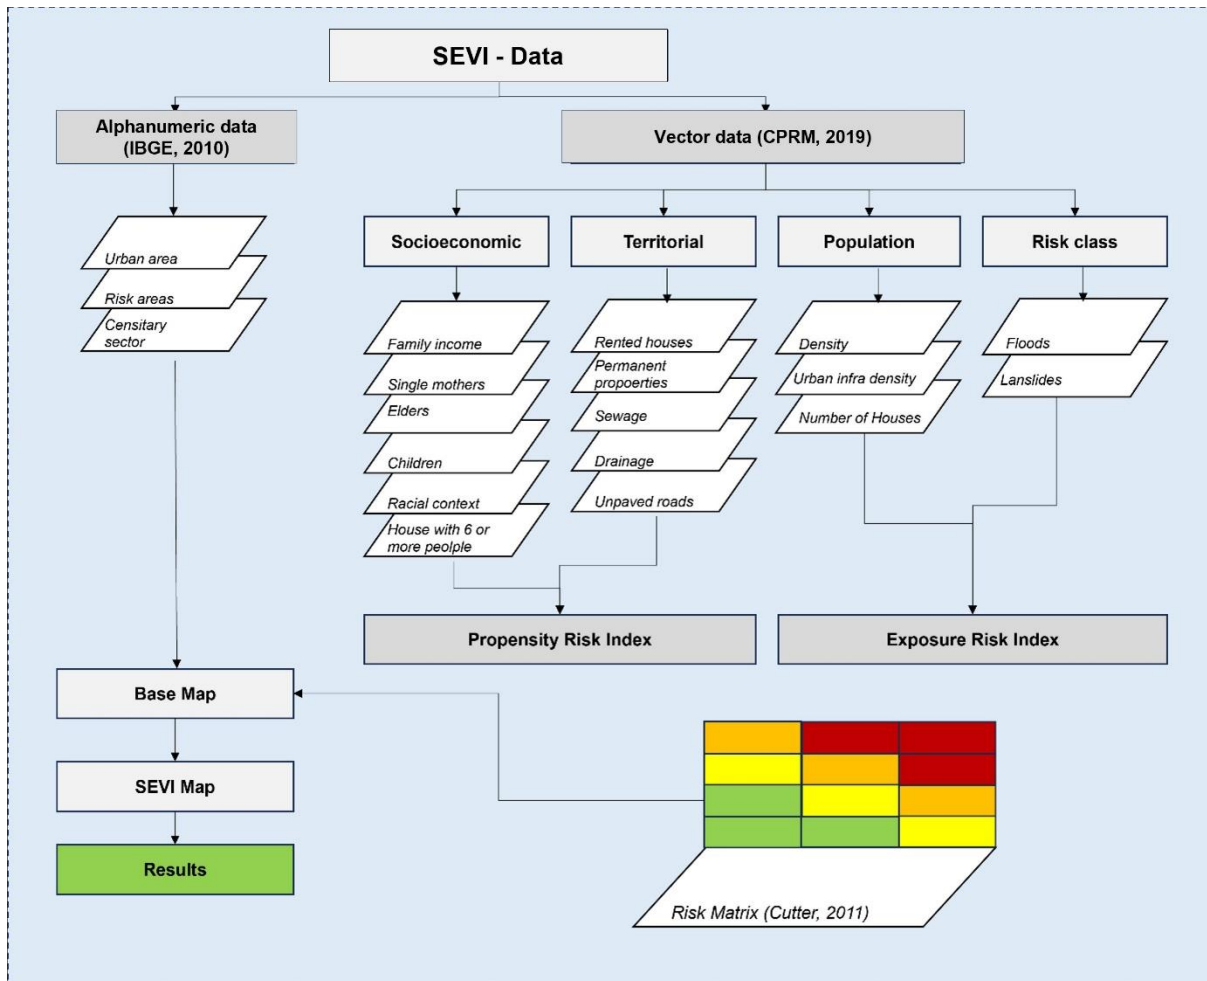 SEVI - Data
Alphanumeric data
(IBGE, 2010)
Vector data (CPRM, 2019)
Urban area
Risk areas
Censitary
sector
Socioeconomic
Territorial
Population
Risk class
Family income
Single mothers
Elders
Children
Racial context
House with 6 or
more peolple
Rented houses
Permanent
propoerties
Sewage
Drainage
Unpaved roads
Density
Urban infra density
Number of Houses
Floods
Lanslides
Propensity Risk Index
Exposure Risk Index
Base Map
SEVI Map
Results
Risk Matrix (Cutter, 2011)